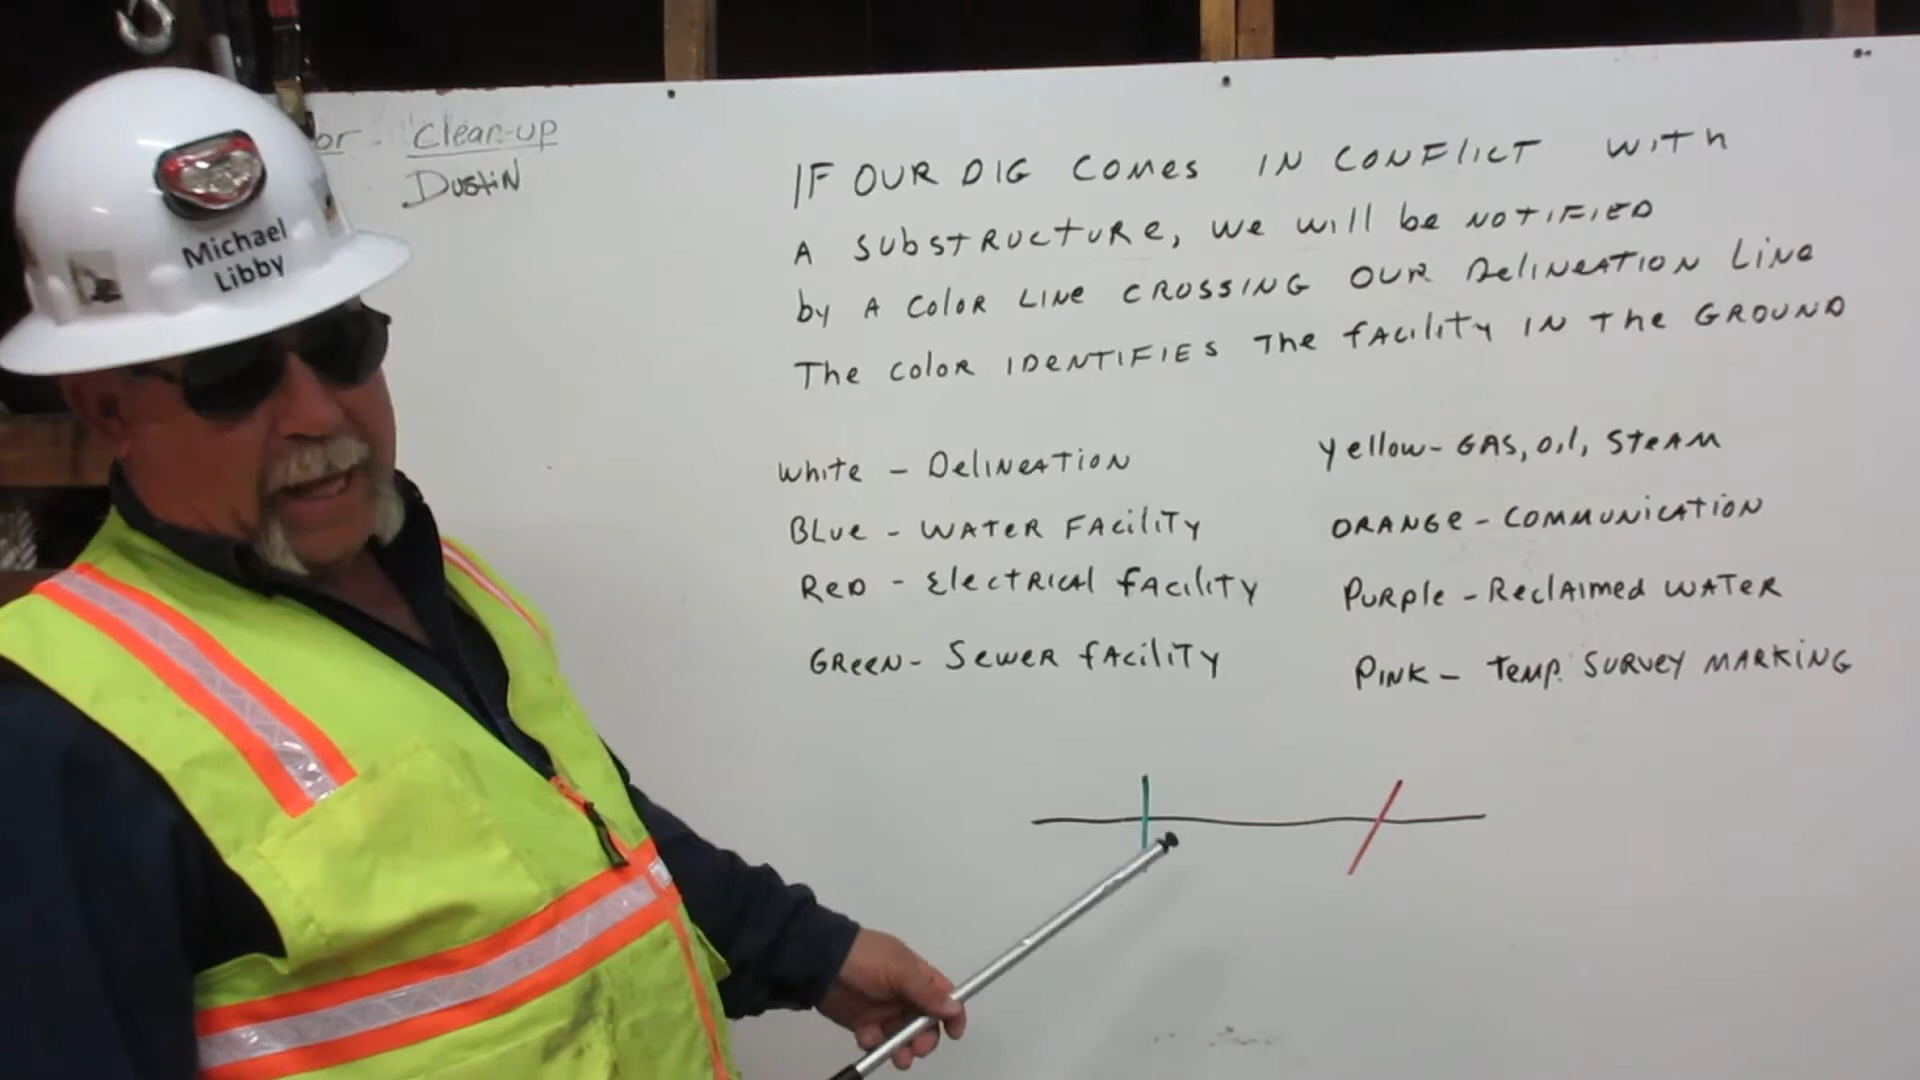 Michael
Libby
or - Clean-up
Dustin
IF OUR DIG COMES IN CONFLICT WITH
A SUBSTRUCTURE, WE WILL BE NOTIFIED
BY A COLOR LINE CROSSING OUR DELINEATION LINE
THE COLOR IDENTIFIES THE FACILITY IN THE GROUND
White - Delineation
Yellow - GAS, Oil, STEAM
BLUE - WATER FACILITY
ORANGE - COMMUNICATION
RED - Electrical FACILITY
PURPLE - Reclaimed WATER
GREEN - Sewer FACILITY
PINK - TEMP. SURVEY MARKING